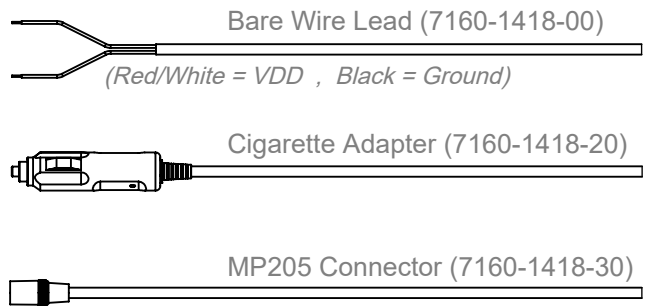 Bare Wire Lead (7160-1418-00)
(Red/White = VDD , Black = Ground)
Cigarette Adapter (7160-1418-20)
MP205 Connector (7160-1418-30)